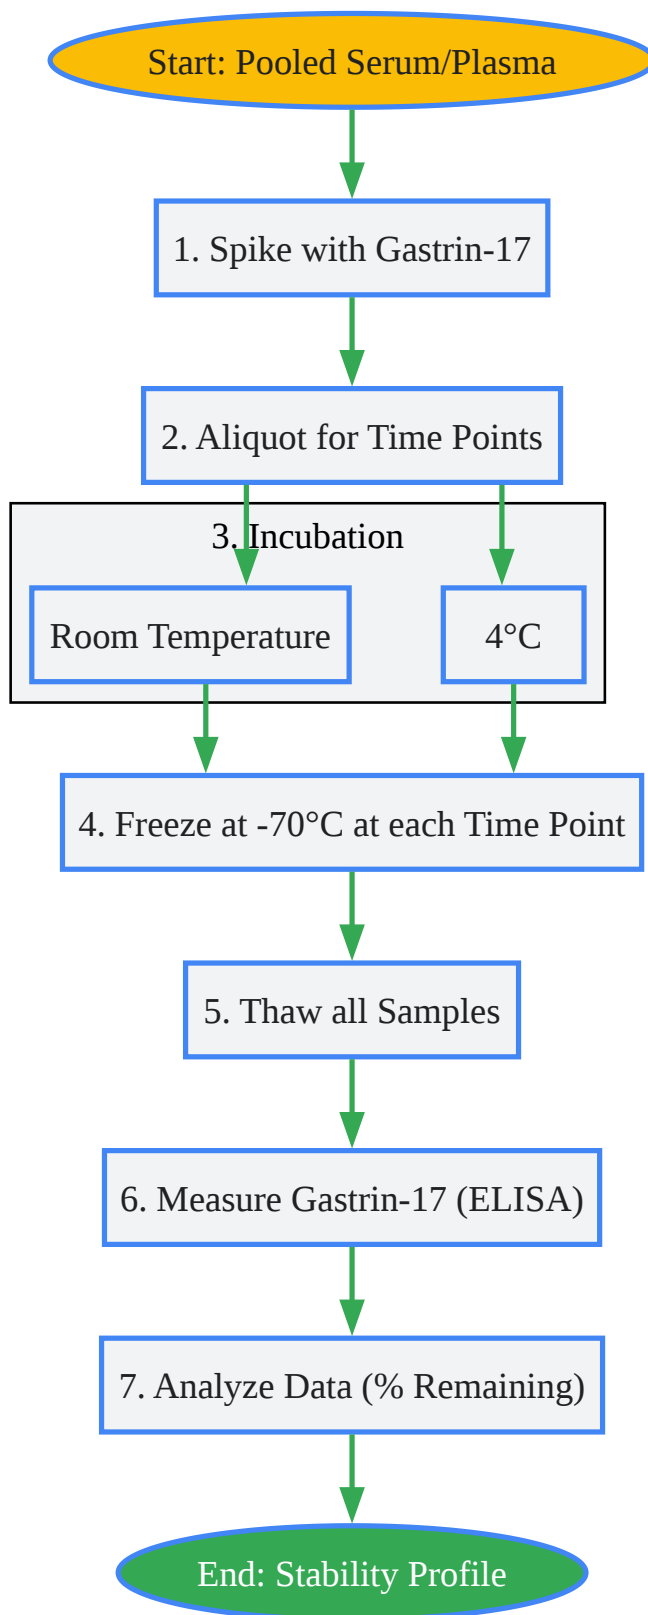 Start: Pooled Serum/Plasma
1. Spike with Gastrin-17
2. Aliquot for Time Points
3. Incubation
Room Temperature
4°C
4. Freeze at -70°C at each Time Point
5. Thaw all Samples
6. Measure Gastrin-17 (ELISA)
7. Analyze Data (% Remaining)
End: Stability Profile